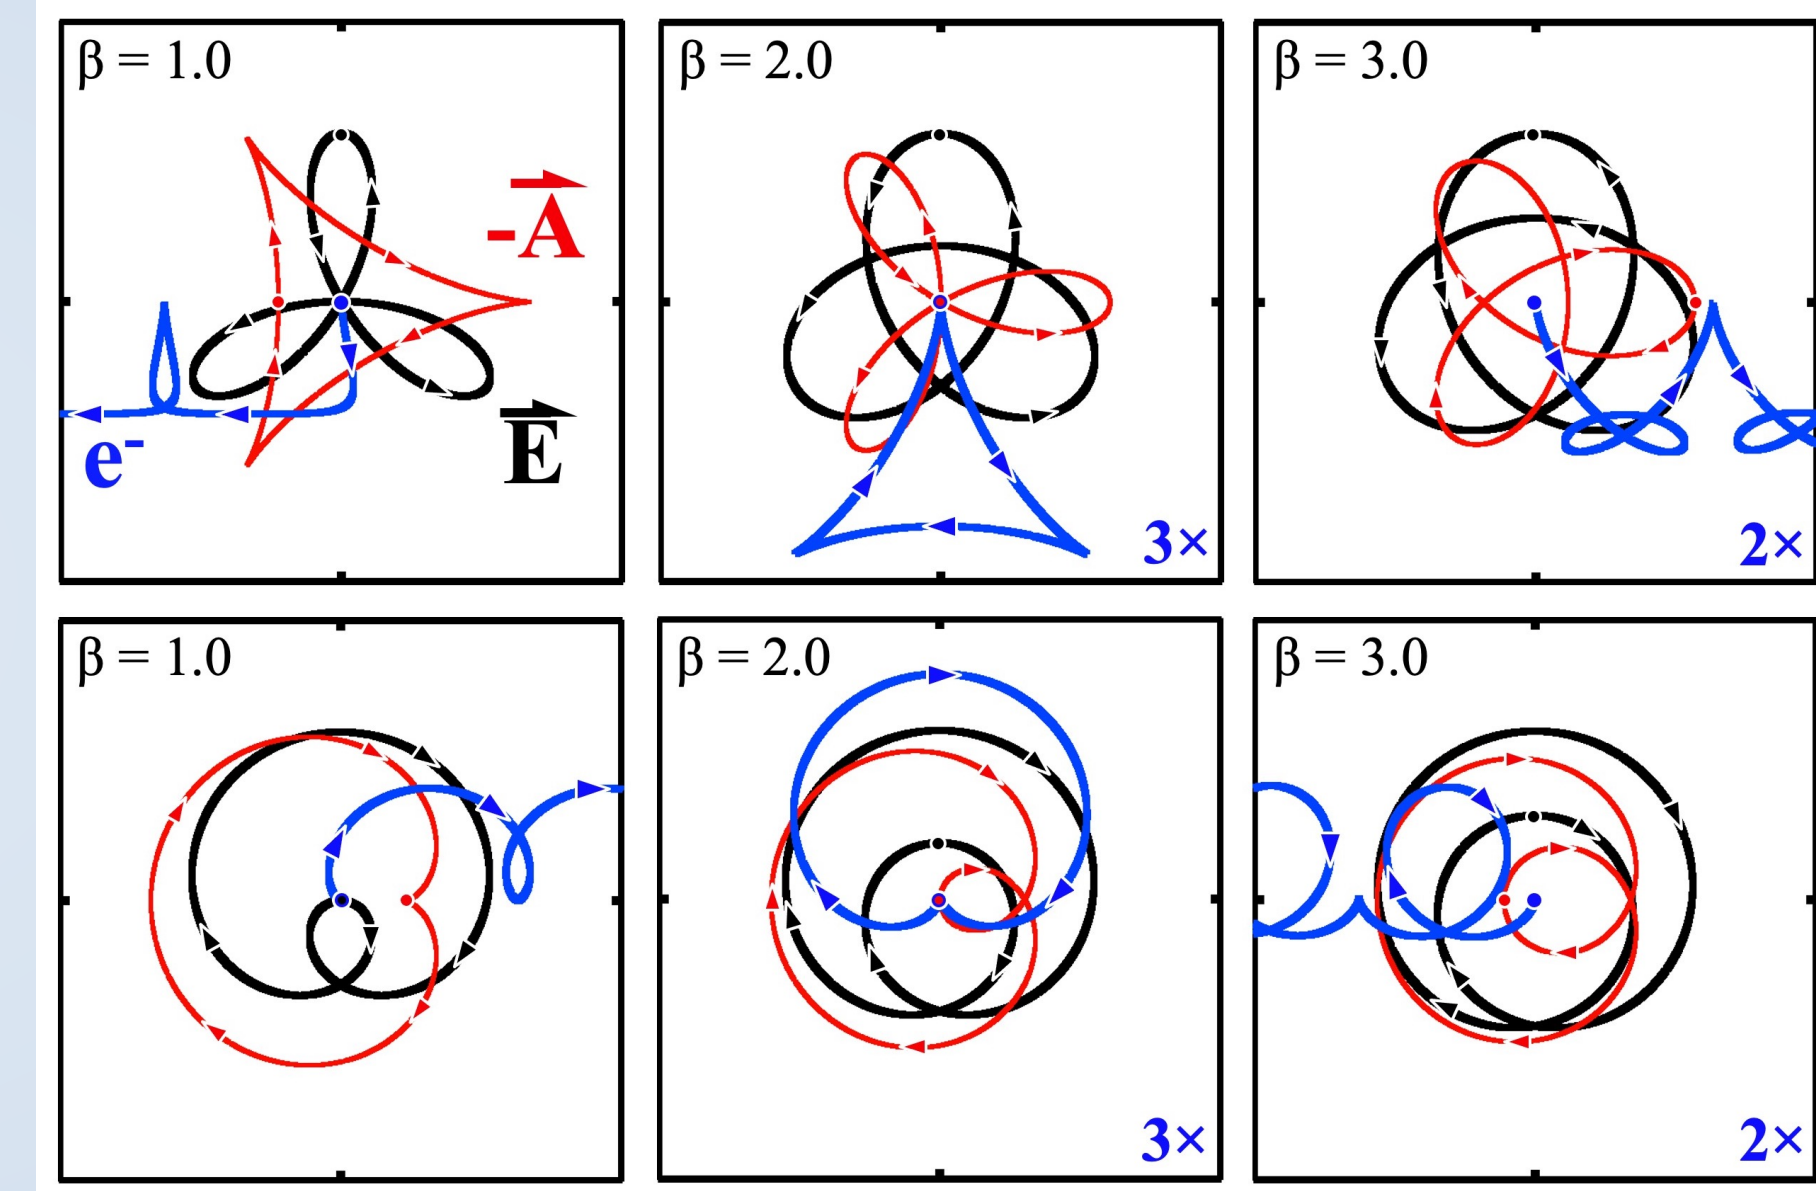 β = 1.0
β = 2.0
β = 3.0
-A
e-
E
3×
2×
β = 1.0
β = 2.0
β = 3.0
3×
2×